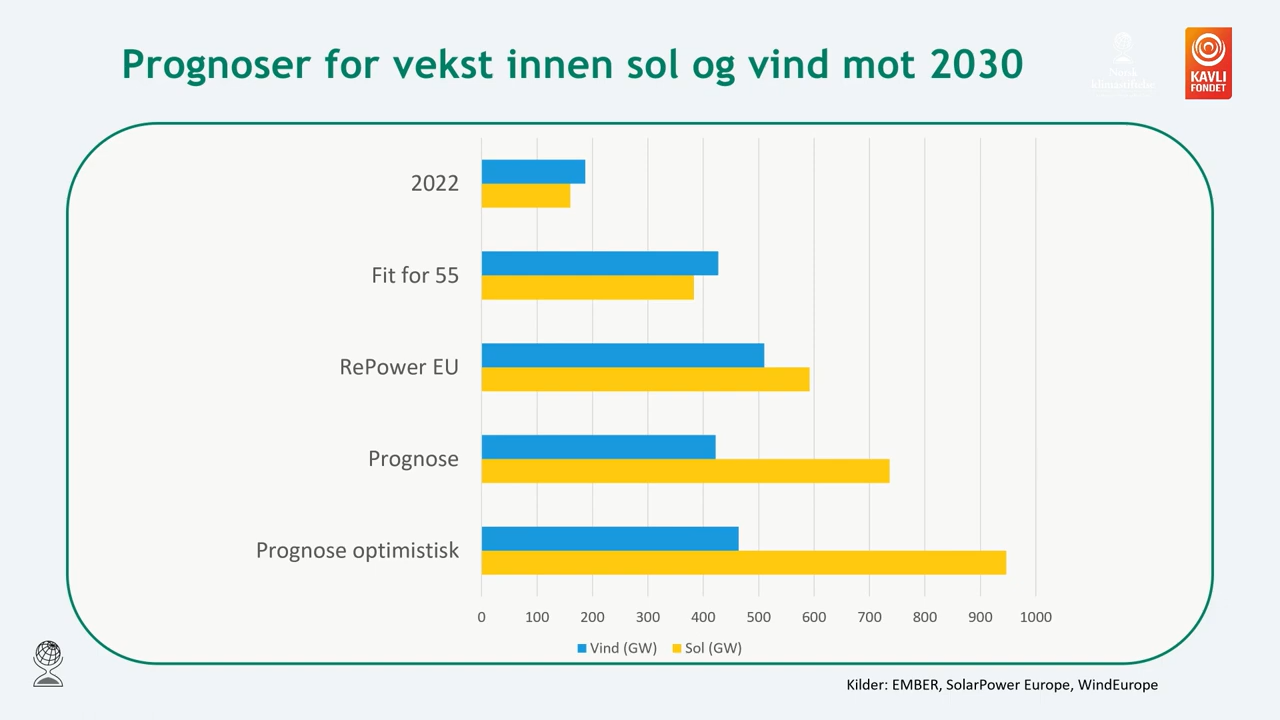 Prognoser for vekst innen sol og vind mot 2030
Norsk
klimastiftelse
KAVLI
FONDET
2022
Fit for 55
RePower EU
Prognose
Prognose optimistisk
0 100 200 300 400 500 600 700 800 900 1000
Vind (GW) Sol (GW)
Kilder: EMBER, SolarPower Europe, WindEurope